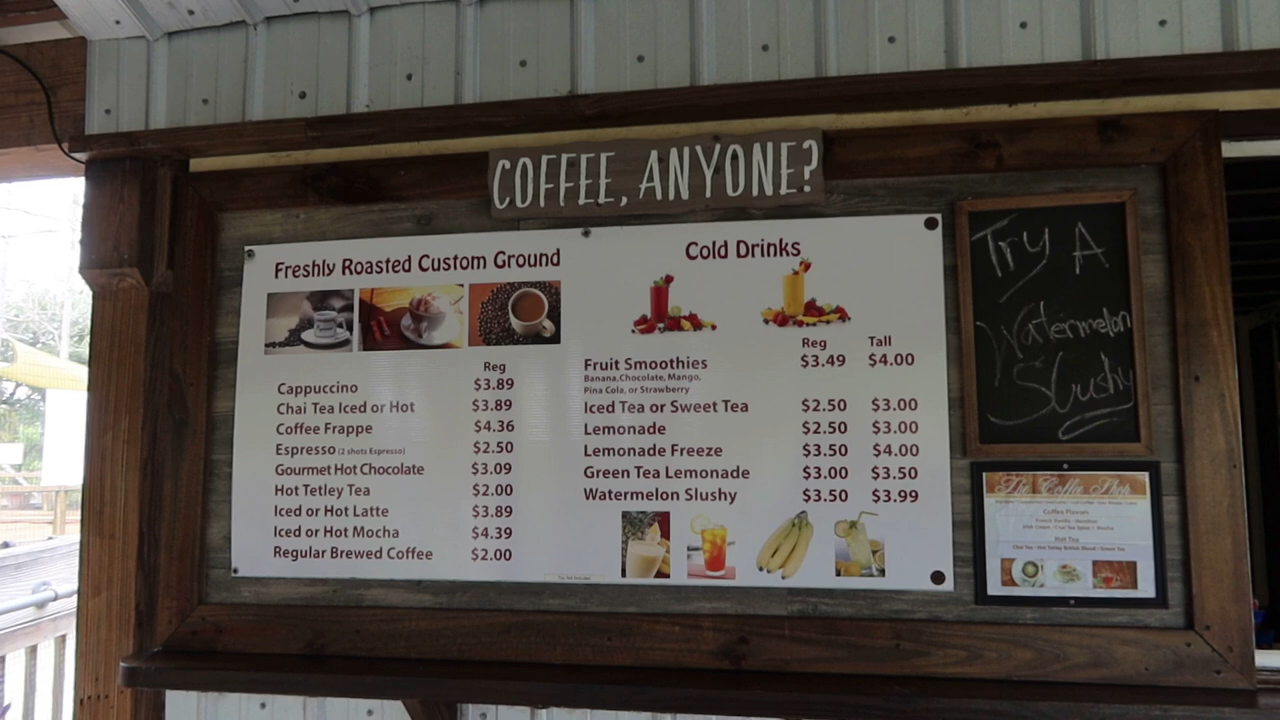 COFFEE, ANYONE?
Freshly Roasted Custom Ground
Reg
Cappuccino $3.89
Chai Tea Iced or Hot $3.89
Coffee Frappe $4.36
Espresso (2 shots Espresso) $2.50
Gourmet Hot Chocolate $3.09
Hot Tetley Tea $2.00
Iced or Hot Latte $3.89
Iced or Hot Mocha $4.39
Regular Brewed Coffee $2.00
Cold Drinks
Reg Tall
Fruit Smoothies $3.49 $4.00
Banana,Chocolate, Mango,
Pina Cola, or Strawberry
Iced Tea or Sweet Tea $2.50 $3.00
Lemonade $2.50 $3.00
Lemonade Freeze $3.50 $4.00
Green Tea Lemonade $3.00 $3.50
Watermelon Slushy $3.50 $3.99
Try A
Watermelon
Slushy
The Coffee Shop
Coffee Flavors
French Vanilla - Hazelnut
Hot Tea